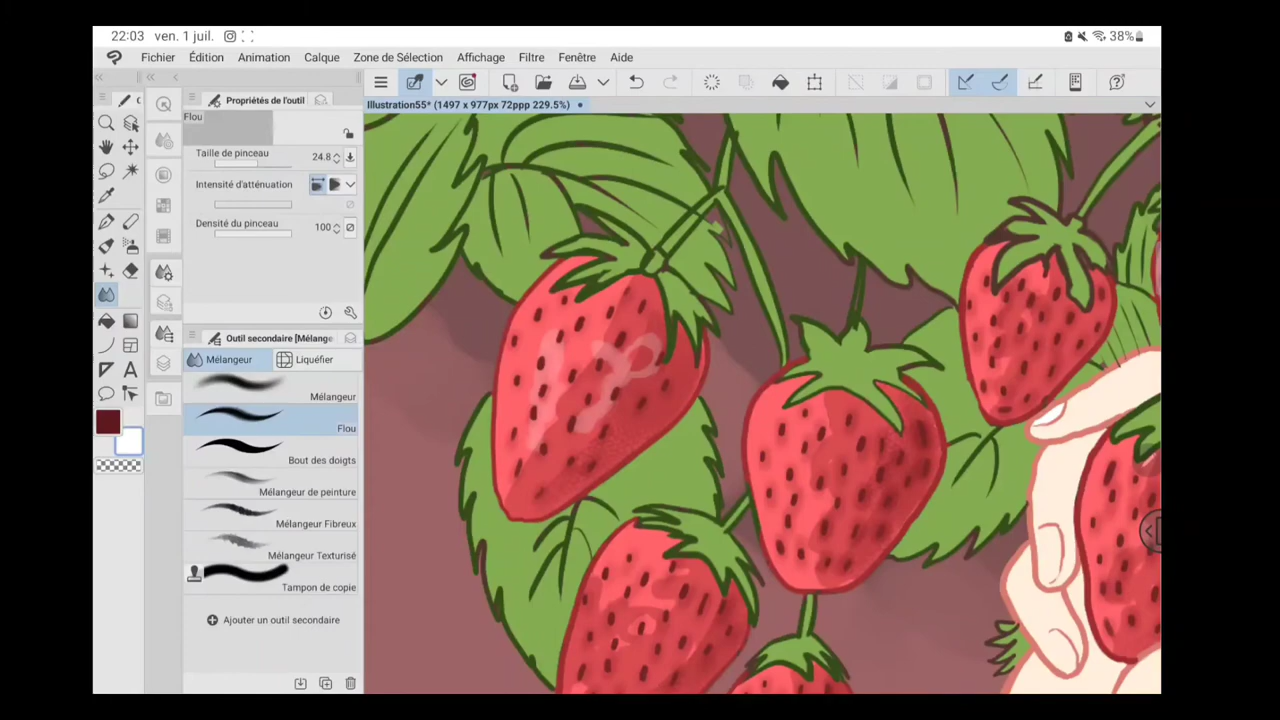 22:03 ven. 1 juil. 38%
Fichier Édition Animation Calque Zone de Sélection Affichage Filtre Fenêtre Aide
Propriétés de l'outil
Illustration55* (1497 x 977px 72ppp 229.5%)
Flou
Taille de pinceau 24.8
Intensité d'atténuation
Densité du pinceau 100
Outil secondaire [Mélange
Mélangeur Liquéfier
Mélangeur
Flou
Bout des doigts
Mélangeur de peinture
Mélangeur Fibreux
Mélangeur Texturisé
Tampon de copie
Ajouter un outil secondaire